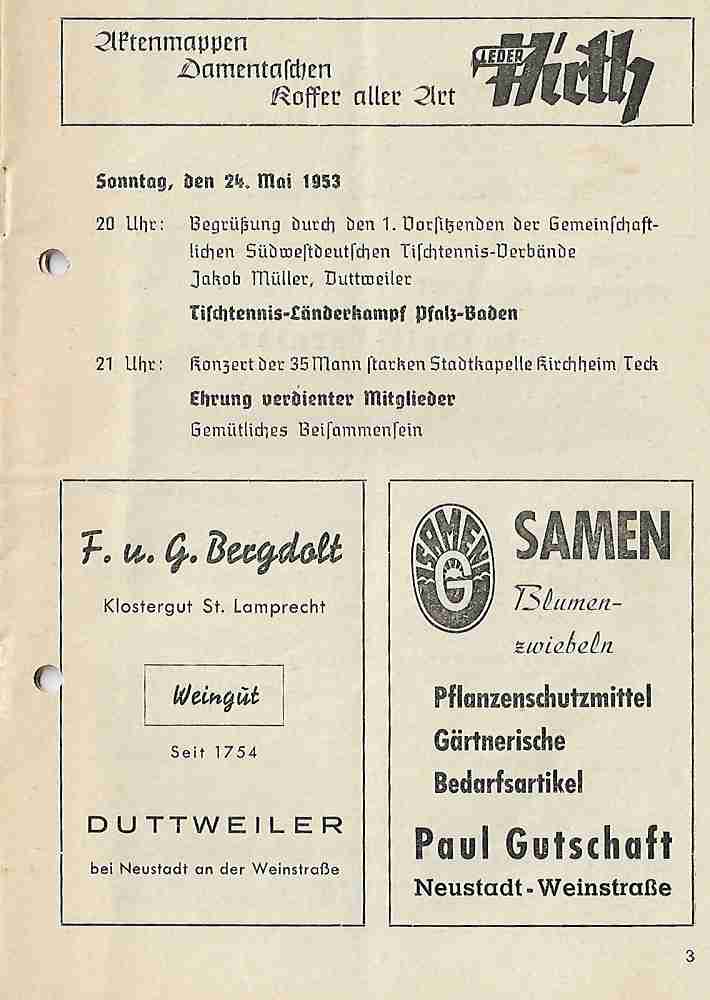 Aktenmappen
Damentaschen
Koffer aller Art
LEDER
Hirth
Sonntag, den 24. Mai 1953
20 Uhr: Begrüßung durch den 1. Vorsitzenden der Gemeinschaft-
lichen Südwestdeutschen Tischtennis-Verbände
Jakob Müller, Duttweiler
Tischtennis-Länderkampf Pfalz-Baden
21 Uhr: Konzert der 35 Mann starken Stadtkapelle Kirchheim Teck
Ehrung verdienter Mitglieder
Gemütliches Beisammensein
F. u. G. Bergdolt
Klostergut St. Lamprecht
Weingut
Seit 1754
DUTTWEILER
bei Neustadt an der Weinstraße
SAMEN
G
SAMEN
Blumen-
zwiebeln
Pflanzenschutzmittel
Gärtnerische
Bedarfsartikel
Paul Gutschaft
Neustadt-Weinstraße
3